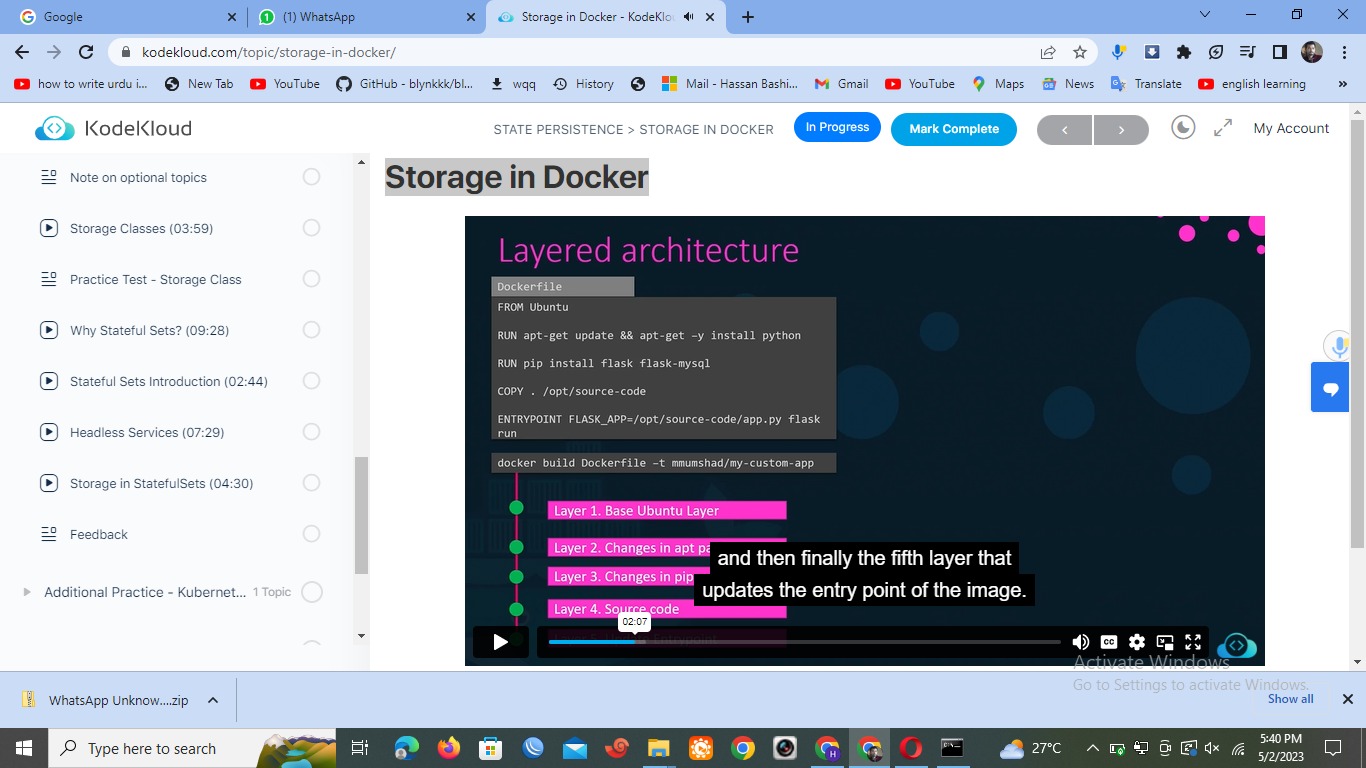 Google
(1) WhatsApp
Storage in Docker - KodeKlo
kodekloud.com/topic/storage-in-docker/
how to write urdu i...
New Tab
YouTube
GitHub - blynkkk/bl...
wqq
History
Mail - Hassan Bashi...
Gmail
YouTube
Maps
News
Translate
english learning
KodeKloud
STATE PERSISTENCE > STORAGE IN DOCKER
In Progress
Mark Complete
My Account
Note on optional topics
Storage Classes (03:59)
Practice Test - Storage Class
Why Stateful Sets? (09:28)
Stateful Sets Introduction (02:44)
Headless Services (07:29)
Storage in StatefulSets (04:30)
Feedback
Additional Practice - Kubernet... 1 Topic
Storage in Docker
Layered architecture
Dockerfile
FROM Ubuntu
RUN apt-get update && apt-get –y install python
RUN pip install flask flask-mysql
COPY . /opt/source-code
ENTRYPOINT FLASK_APP=/opt/source-code/app.py flask
run
docker build Dockerfile –t mmumshad/my-custom-app
Layer 1. Base Ubuntu Layer
Layer 2. Changes in apt pa
Layer 3. Changes in pip
Layer 4. Source code
and then finally the fifth layer that
updates the entry point of the image.
02:07
CC
Activate Windows
Go to Settings to activate Windows.
WhatsApp Unknow....zip
Show all
Type here to search
27°C
5:40 PM
5/2/2023